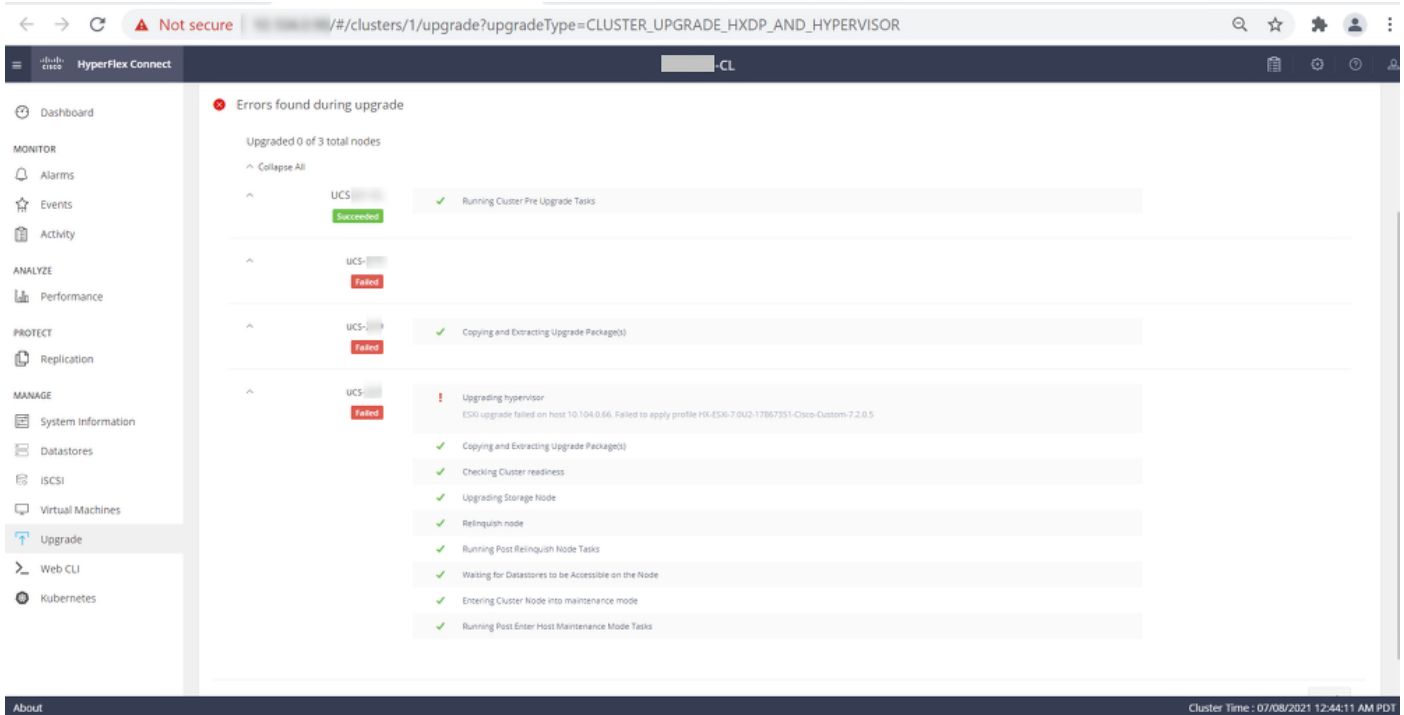 Not secure
/#/clusters/1/upgrade?upgradeType=CLUSTER_UPGRADE_HXDP_AND_HYPERVISOR
cisco HyperFlex Connect
-CL
Dashboard
MONITOR
Alarms
Events
Activity
ANALYZE
Performance
PROTECT
Replication
MANAGE
System Information
Datastores
iSCSI
Virtual Machines
Upgrade
Web CLI
Kubernetes
Errors found during upgrade
Upgraded 0 of 3 total nodes
Collapse All
UCS
Succeeded
Running Cluster Pre Upgrade Tasks
ucs-
Failed
ucs-
Failed
Copying and Extracting Upgrade Package(s)
ucs-
Failed
Upgrading hypervisor
ESXi upgrade failed on host 10.104.0.66. Failed to apply profile HX-ESXi-7.0U2-17867351-Cisco-Custom-7.2.0.5
Copying and Extracting Upgrade Package(s)
Checking Cluster readiness
Upgrading Storage Node
Relinquish node
Running Post Relinquish Node Tasks
Waiting for Datastores to be Accessible on the Node
Entering Cluster Node into maintenance mode
Running Post Enter Host Maintenance Mode Tasks
About
Cluster Time : 07/08/2021 12:44:11 AM PDT